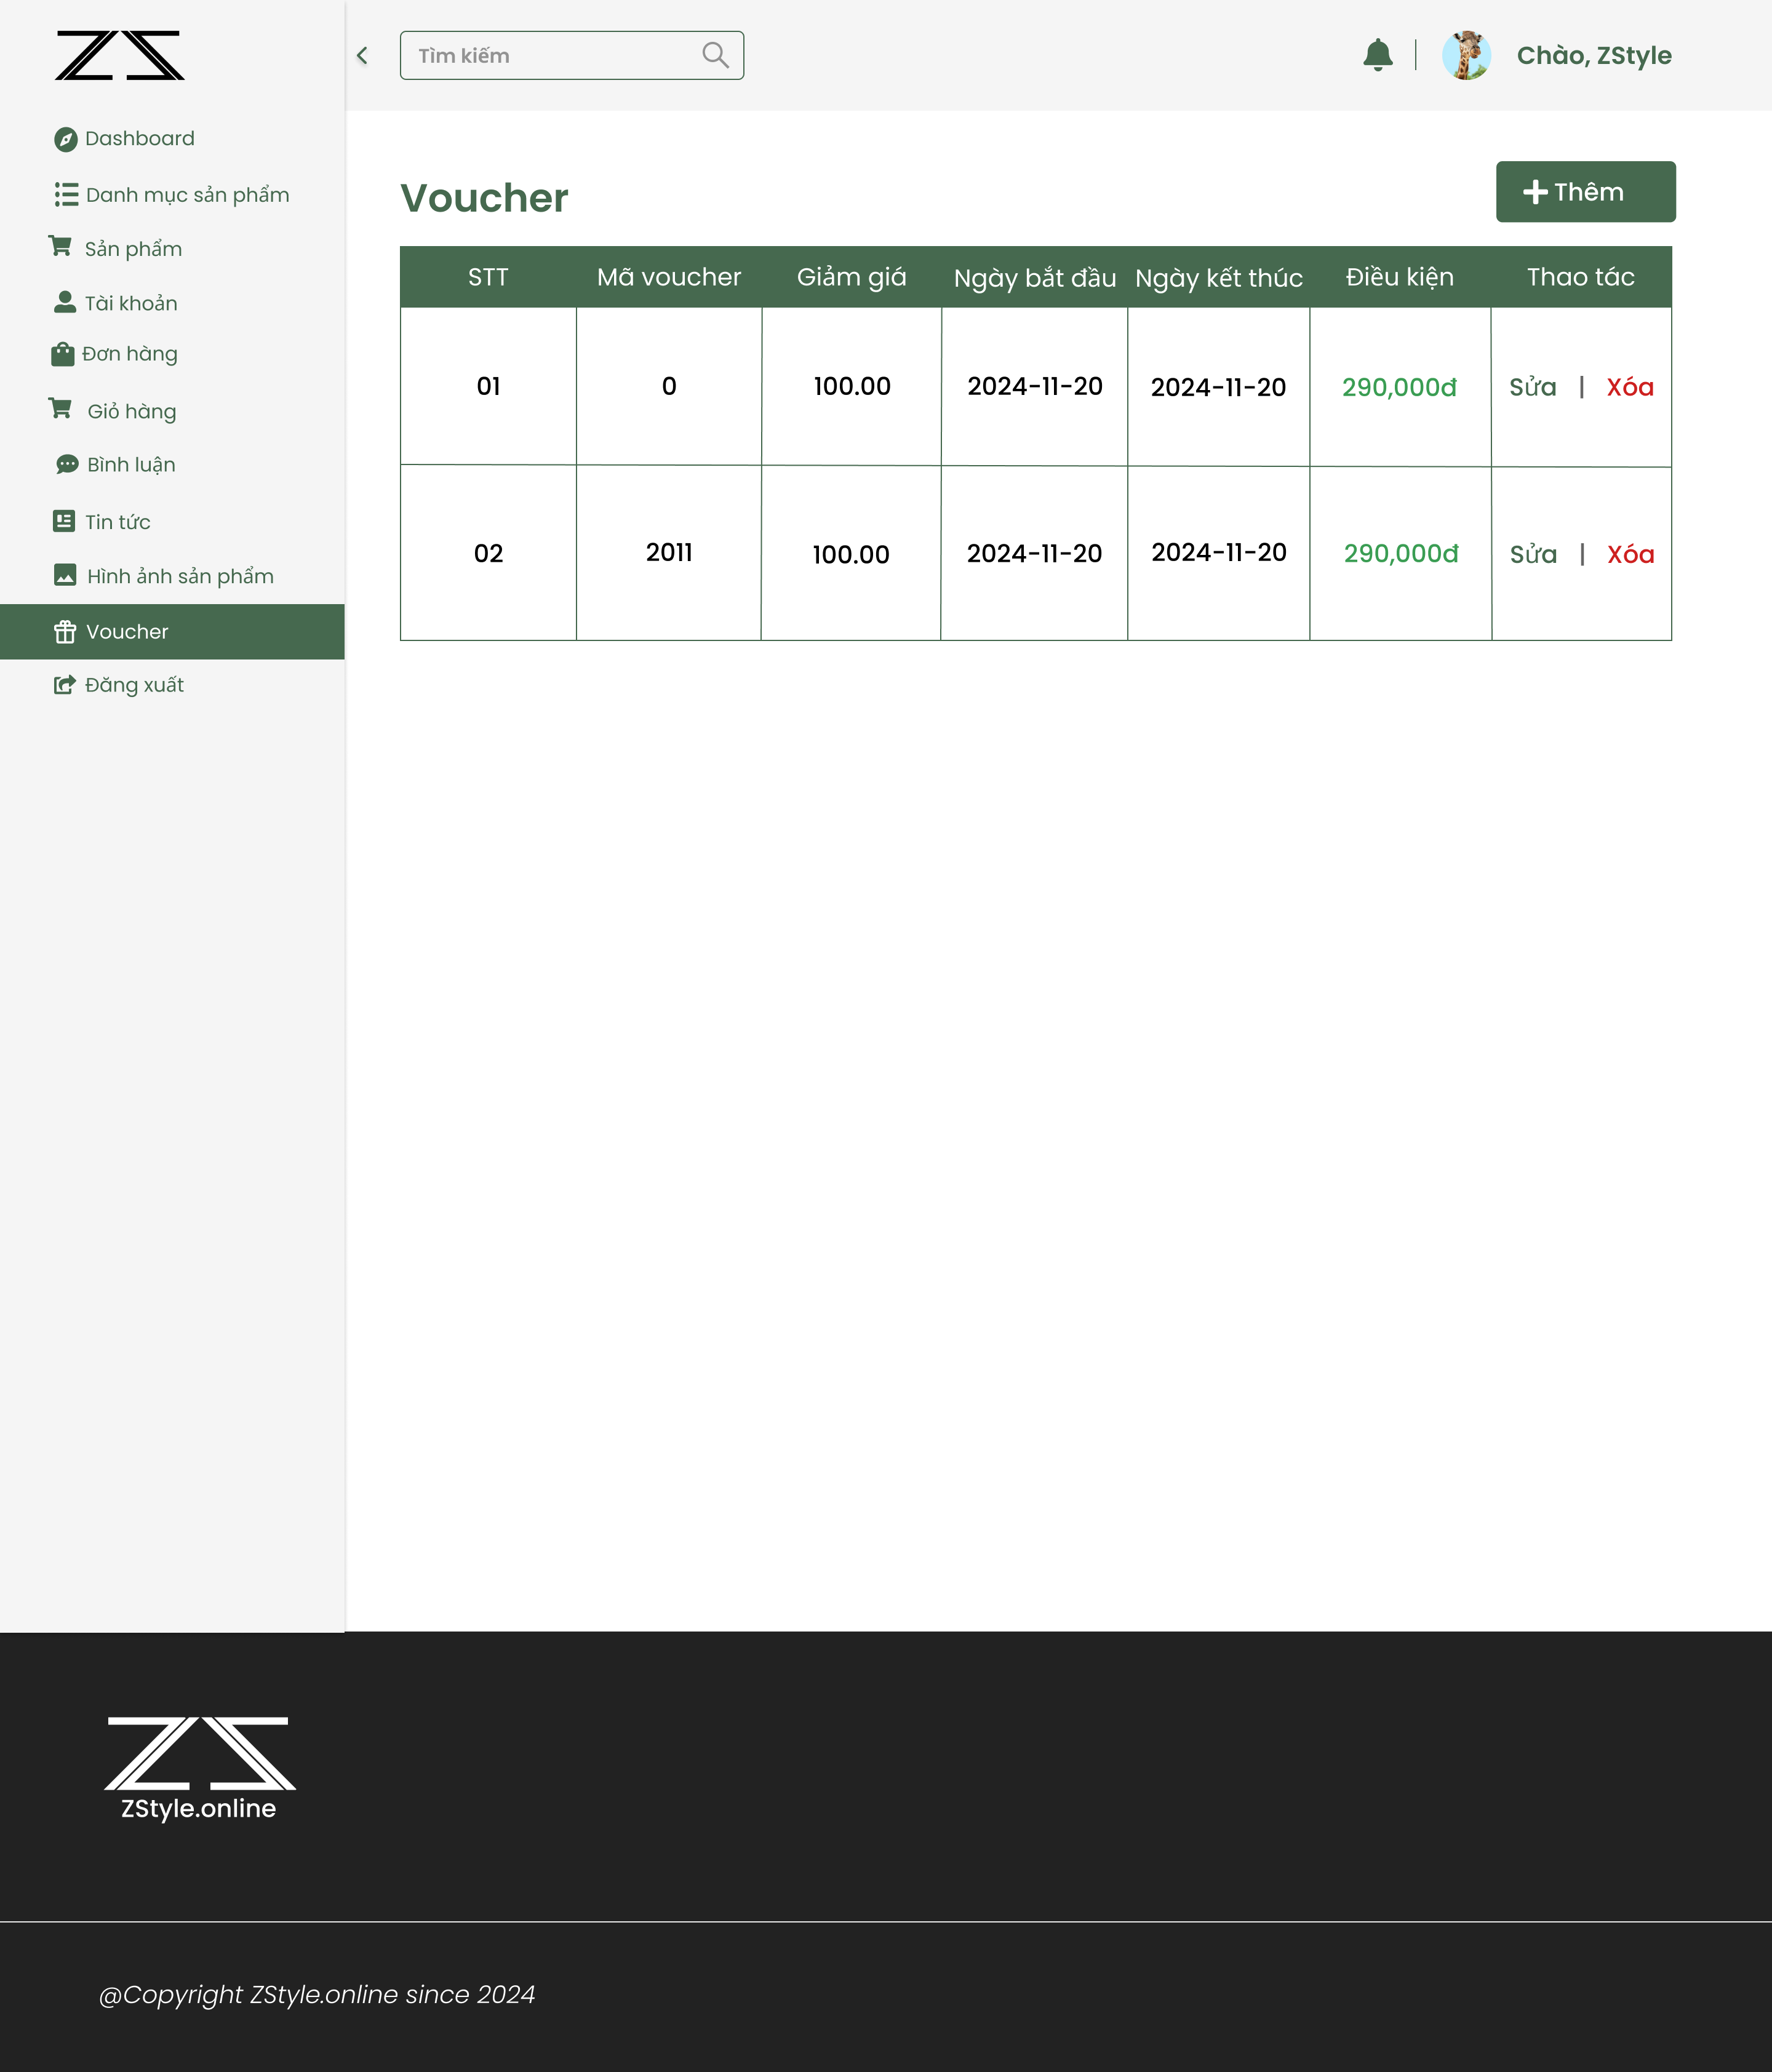 ZS
Tìm kiếm
Chào, ZStyle
Dashboard
Danh mục sản phẩm
Sản phẩm
Tài khoản
Đơn hàng
Giỏ hàng
Bình luận
Tin tức
Hình ảnh sản phẩm
Voucher
Đăng xuất
Voucher
Thêm
STT Mã voucher Giảm giá Ngày bắt đầu Ngày kết thúc Điều kiện Thao tác
01 0 100.00 2024-11-20 2024-11-20 290,000đ Sửa | Xóa
02 2011 100.00 2024-11-20 2024-11-20 290,000đ Sửa | Xóa
ZS
ZStyle.online
@Copyright ZStyle.online since 2024